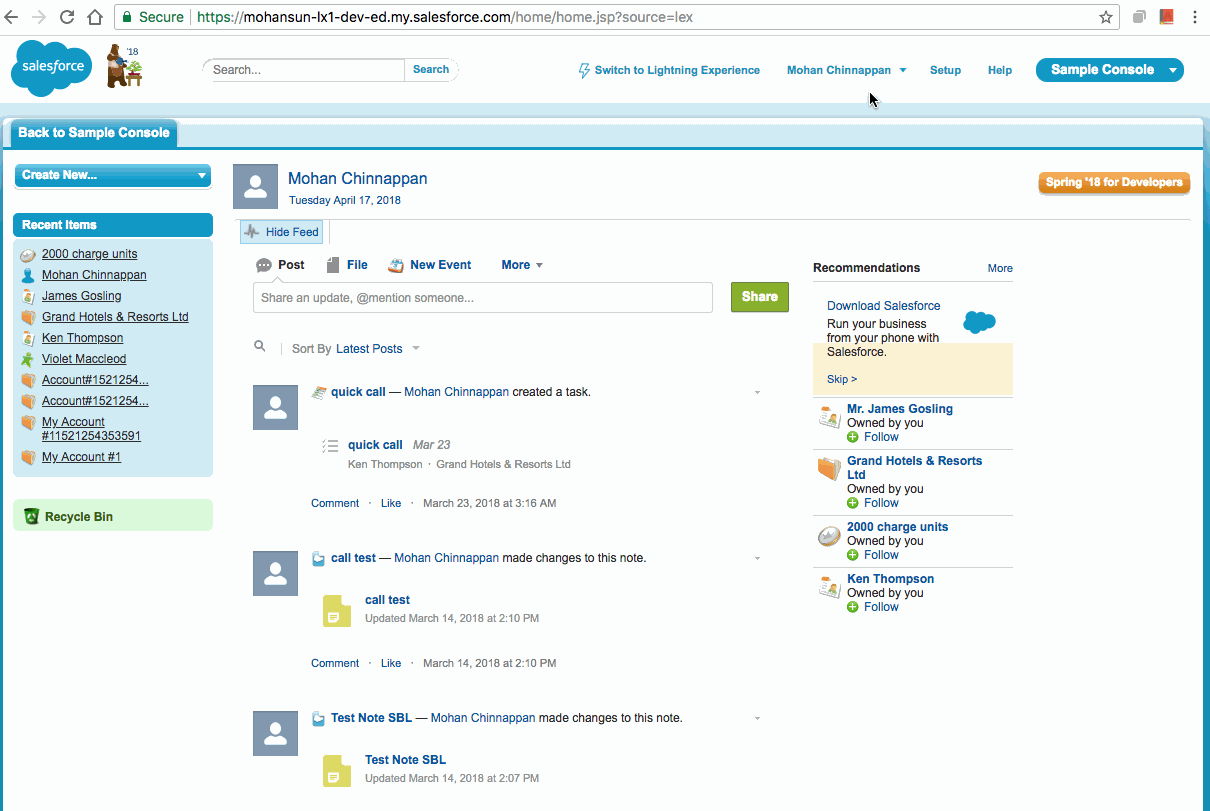 Secure
https://mohansun-lx1-dev-ed.my.salesforce.com/home/home.jsp?source=lex
salesforce
'18
Search...
Search
Switch to Lightning Experience
Mohan Chinnappan
Setup
Help
Sample Console
Back to Sample Console
Create New...
Recent Items
2000 charge units
Mohan Chinnappan
James Gosling
Grand Hotels & Resorts Ltd
Ken Thompson
Violet Maccleod
Account#1521254...
Account#1521254...
My Account
#11521254353591
My Account #1
Recycle Bin
Mohan Chinnappan
Tuesday April 17, 2018
Spring '18 for Developers
Hide Feed
Post
File
New Event
More
Share an update, @mention someone...
Share
Sort By Latest Posts
quick call — Mohan Chinnappan created a task.
quick call Mar 23
Ken Thompson · Grand Hotels & Resorts Ltd
Comment · Like · March 23, 2018 at 3:16 AM
call test — Mohan Chinnappan made changes to this note.
call test
Updated March 14, 2018 at 2:10 PM
Comment · Like · March 14, 2018 at 2:10 PM
Test Note SBL — Mohan Chinnappan made changes to this note.
Test Note SBL
Updated March 14, 2018 at 2:07 PM
Recommendations
More
Download Salesforce
Run your business
from your phone with
Salesforce.
Skip >
Mr. James Gosling
Owned by you
Follow
Grand Hotels & Resorts
Ltd
Owned by you
Follow
2000 charge units
Owned by you
Follow
Ken Thompson
Owned by you
Follow